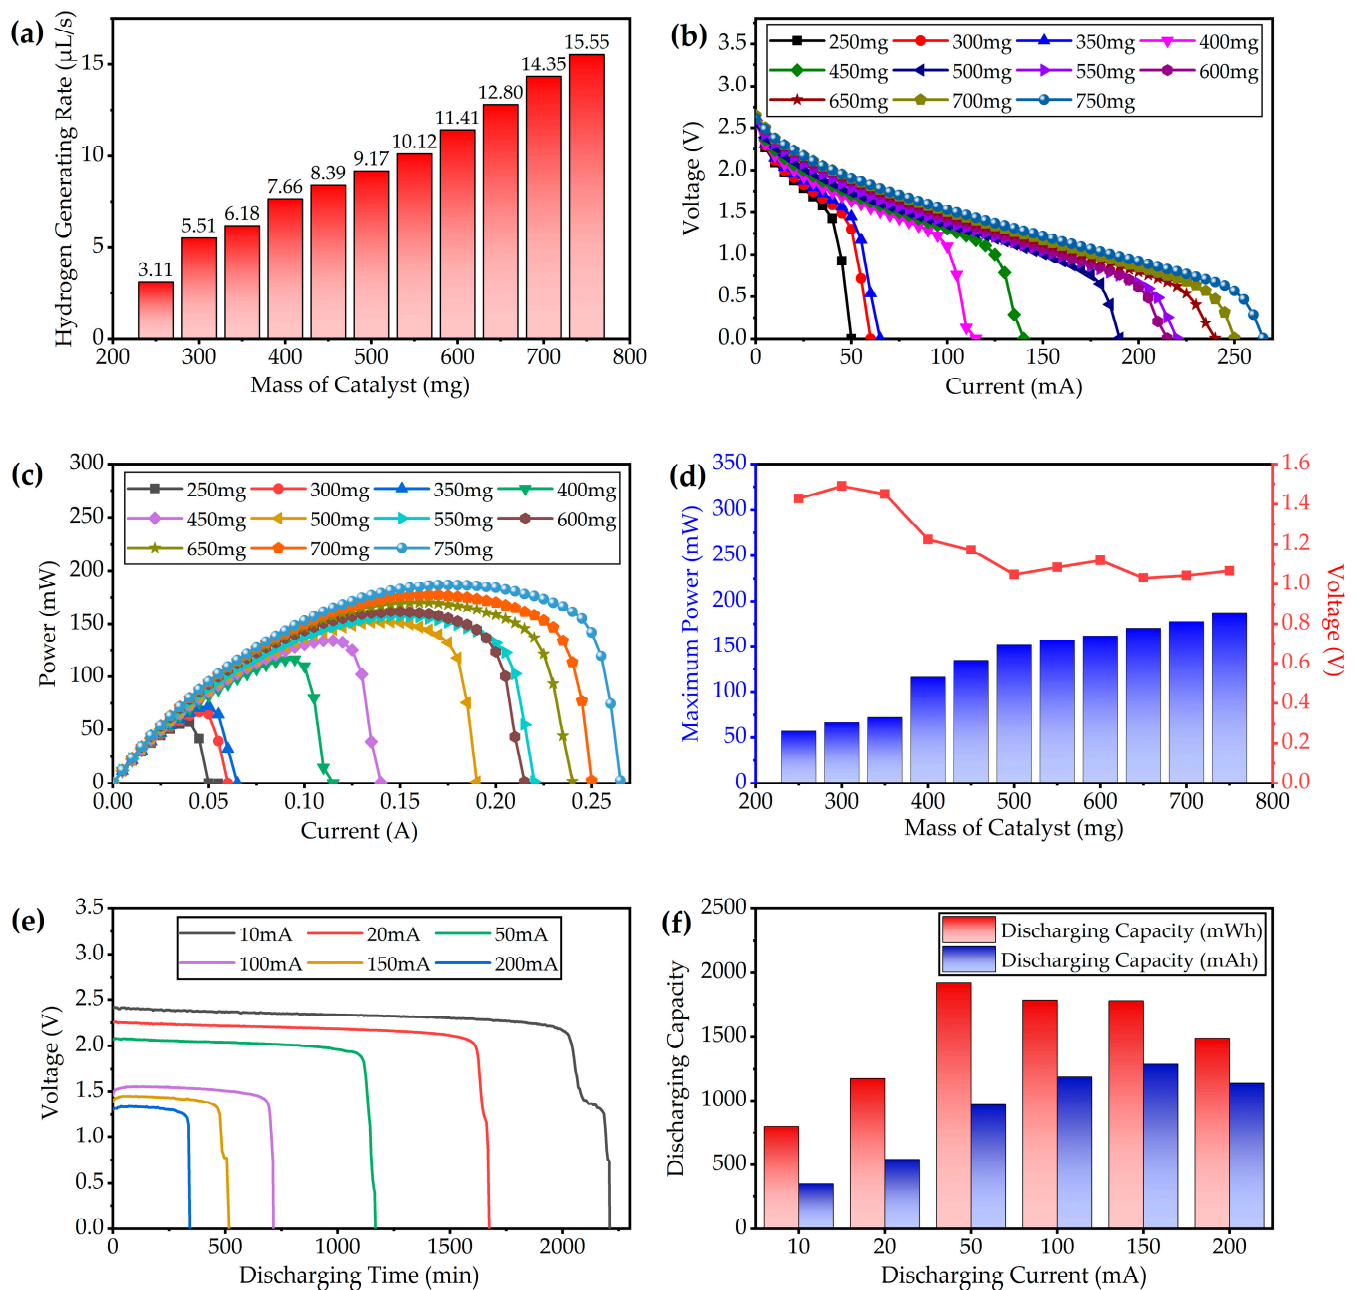 (a)
Hydrogen Generating Rate (μL/s)
15
10
5
0
3.11
5.51
6.18
7.66
8.39
9.17
10.12
11.41
12.80
14.35
15.55
200 300 400 500 600 700 800
Mass of Catalyst (mg)
(b)
Voltage (V)
3.5
3.0
2.5
2.0
1.5
1.0
0.5
0.0
250mg 300mg 350mg 400mg
450mg 500mg 550mg 600mg
650mg 700mg 750mg
0 50 100 150 200 250
Current (mA)
(c)
Power (mW)
300
250
200
150
100
50
0
250mg 300mg 350mg 400mg
450mg 500mg 550mg 600mg
650mg 700mg 750mg
0.00 0.05 0.10 0.15 0.20 0.25
Current (A)
(d)
Maximum Power (mW)
350
300
250
200
150
100
50
0
1.6
1.4
1.2
1.0
0.8
0.6
0.4
0.2
0.0
Voltage (V)
200 300 400 500 600 700 800
Mass of Catalyst (mg)
(e)
Voltage (V)
3.5
3.0
2.5
2.0
1.5
1.0
0.5
0.0
10mA 20mA 50mA
100mA 150mA 200mA
0 500 1000 1500 2000
Discharging Time (min)
(f)
Discharging Capacity
2500
2000
1500
1000
500
0
Discharging Capacity (mWh)
Discharging Capacity (mAh)
10 20 50 100 150 200
Discharging Current (mA)